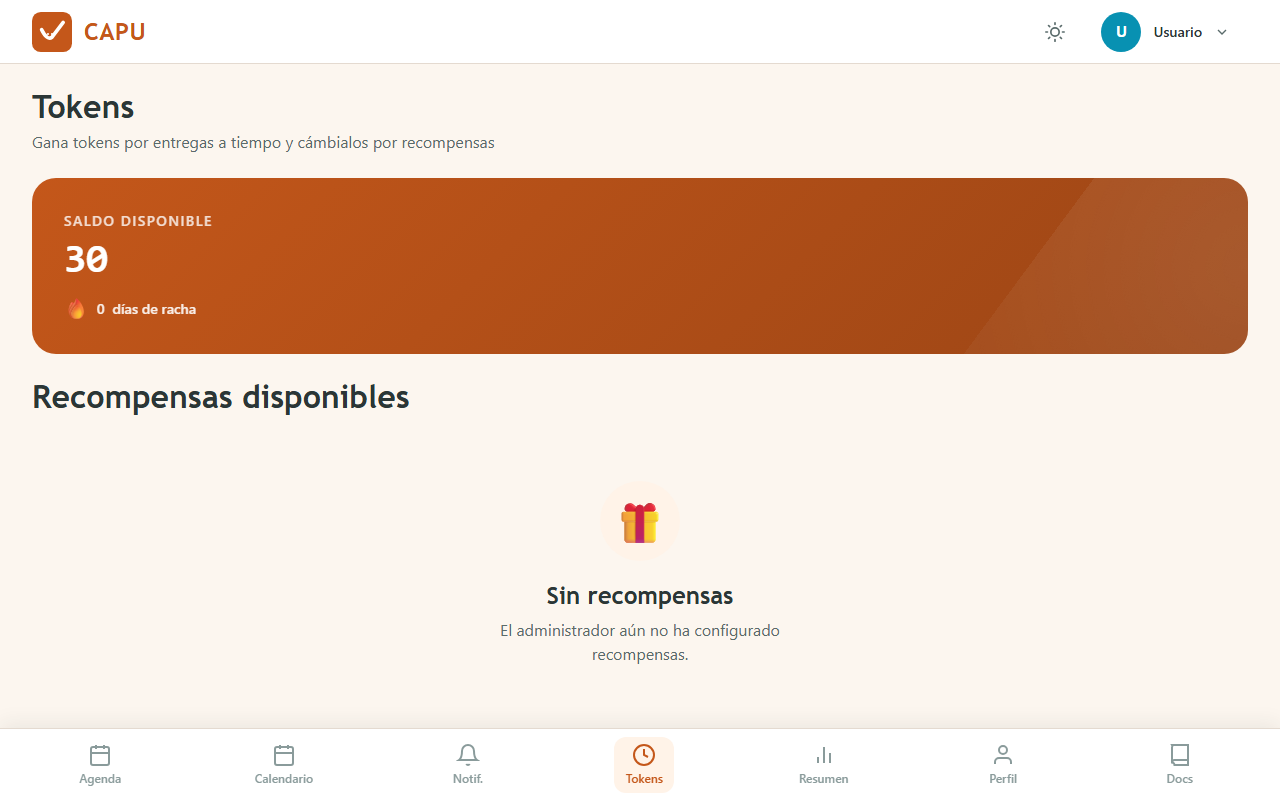 CAPU
U
Usuario
Tokens
Gana tokens por entregas a tiempo y cámbialos por recompensas
SALDO DISPONIBLE
30
0 días de racha
Recompensas disponibles
Sin recompensas
El administrador aún no ha configurado
recompensas.
Agenda
Calendario
Notif.
Tokens
Resumen
Perfil
Docs